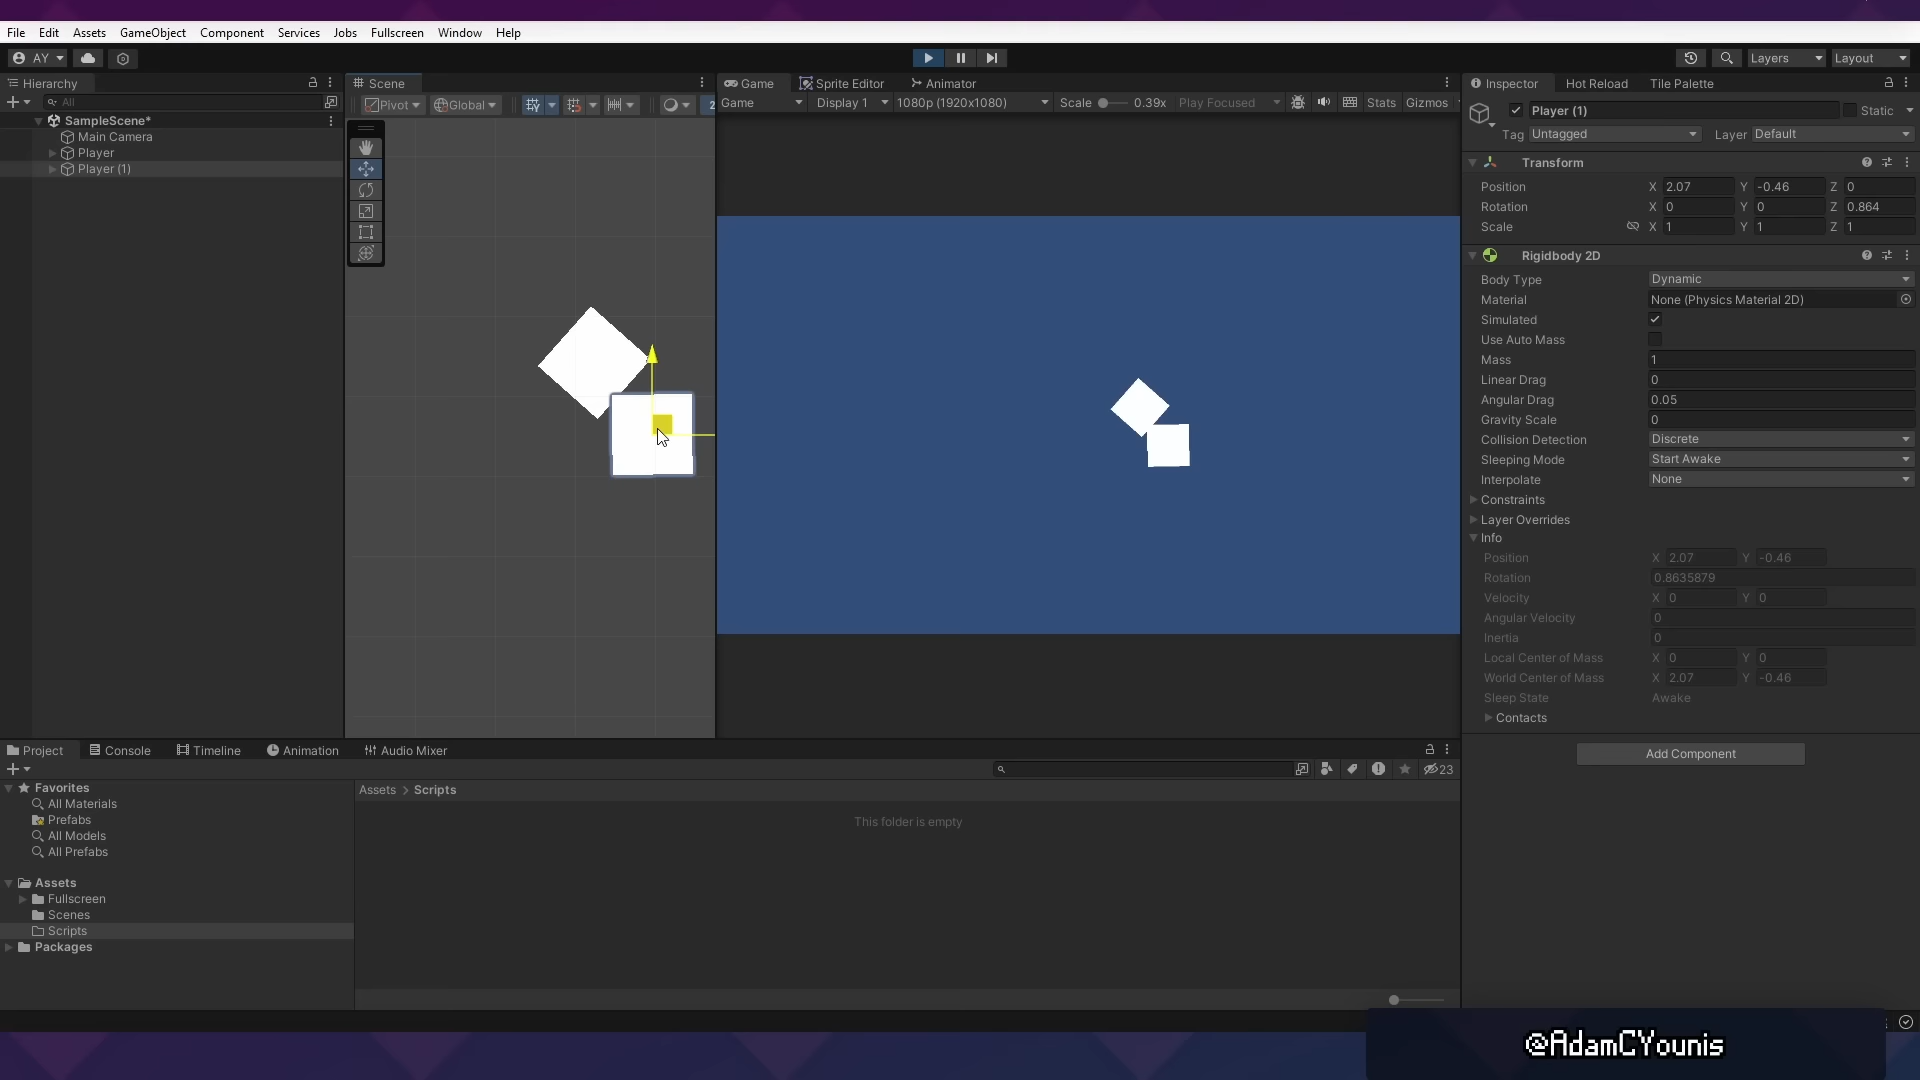 File Edit Assets GameObject Component Services Jobs Fullscreen Window Help
AY Layers Layout
Hierarchy
All
SampleScene*
Main Camera
Player
Player (1)
Scene
Pivot Global 2
Game Sprite Editor Animator
Game Display 1 1080p (1920x1080) Scale 0.39x Play Focused Stats Gizmos
Inspector Hot Reload Tile Palette
Player (1) Static
Tag Untagged Layer Default
Transform
Position X 2.07 Y -0.46 Z 0
Rotation X 0 Y 0 Z 0.864
Scale X 1 Y 1 Z 1
Rigidbody 2D
Body Type Dynamic
Material None (Physics Material 2D)
Simulated
Use Auto Mass
Mass 1
Linear Drag 0
Angular Drag 0.05
Gravity Scale 0
Collision Detection Discrete
Sleeping Mode Start Awake
Interpolate None
Constraints
Layer Overrides
Info
Position X 2.07 Y -0.46
Rotation 0.8635879
Velocity X 0 Y 0
Angular Velocity 0
Inertia 0
Local Center of Mass X 0 Y 0
World Center of Mass X 2.07 Y -0.46
Sleep State Awake
Contacts
Add Component
Project Console Timeline Animation Audio Mixer
23
Favorites
All Materials
Prefabs
All Models
All Prefabs
Assets
Fullscreen
Scenes
Scripts
Packages
Assets > Scripts
This folder is empty
@AdamCYounis